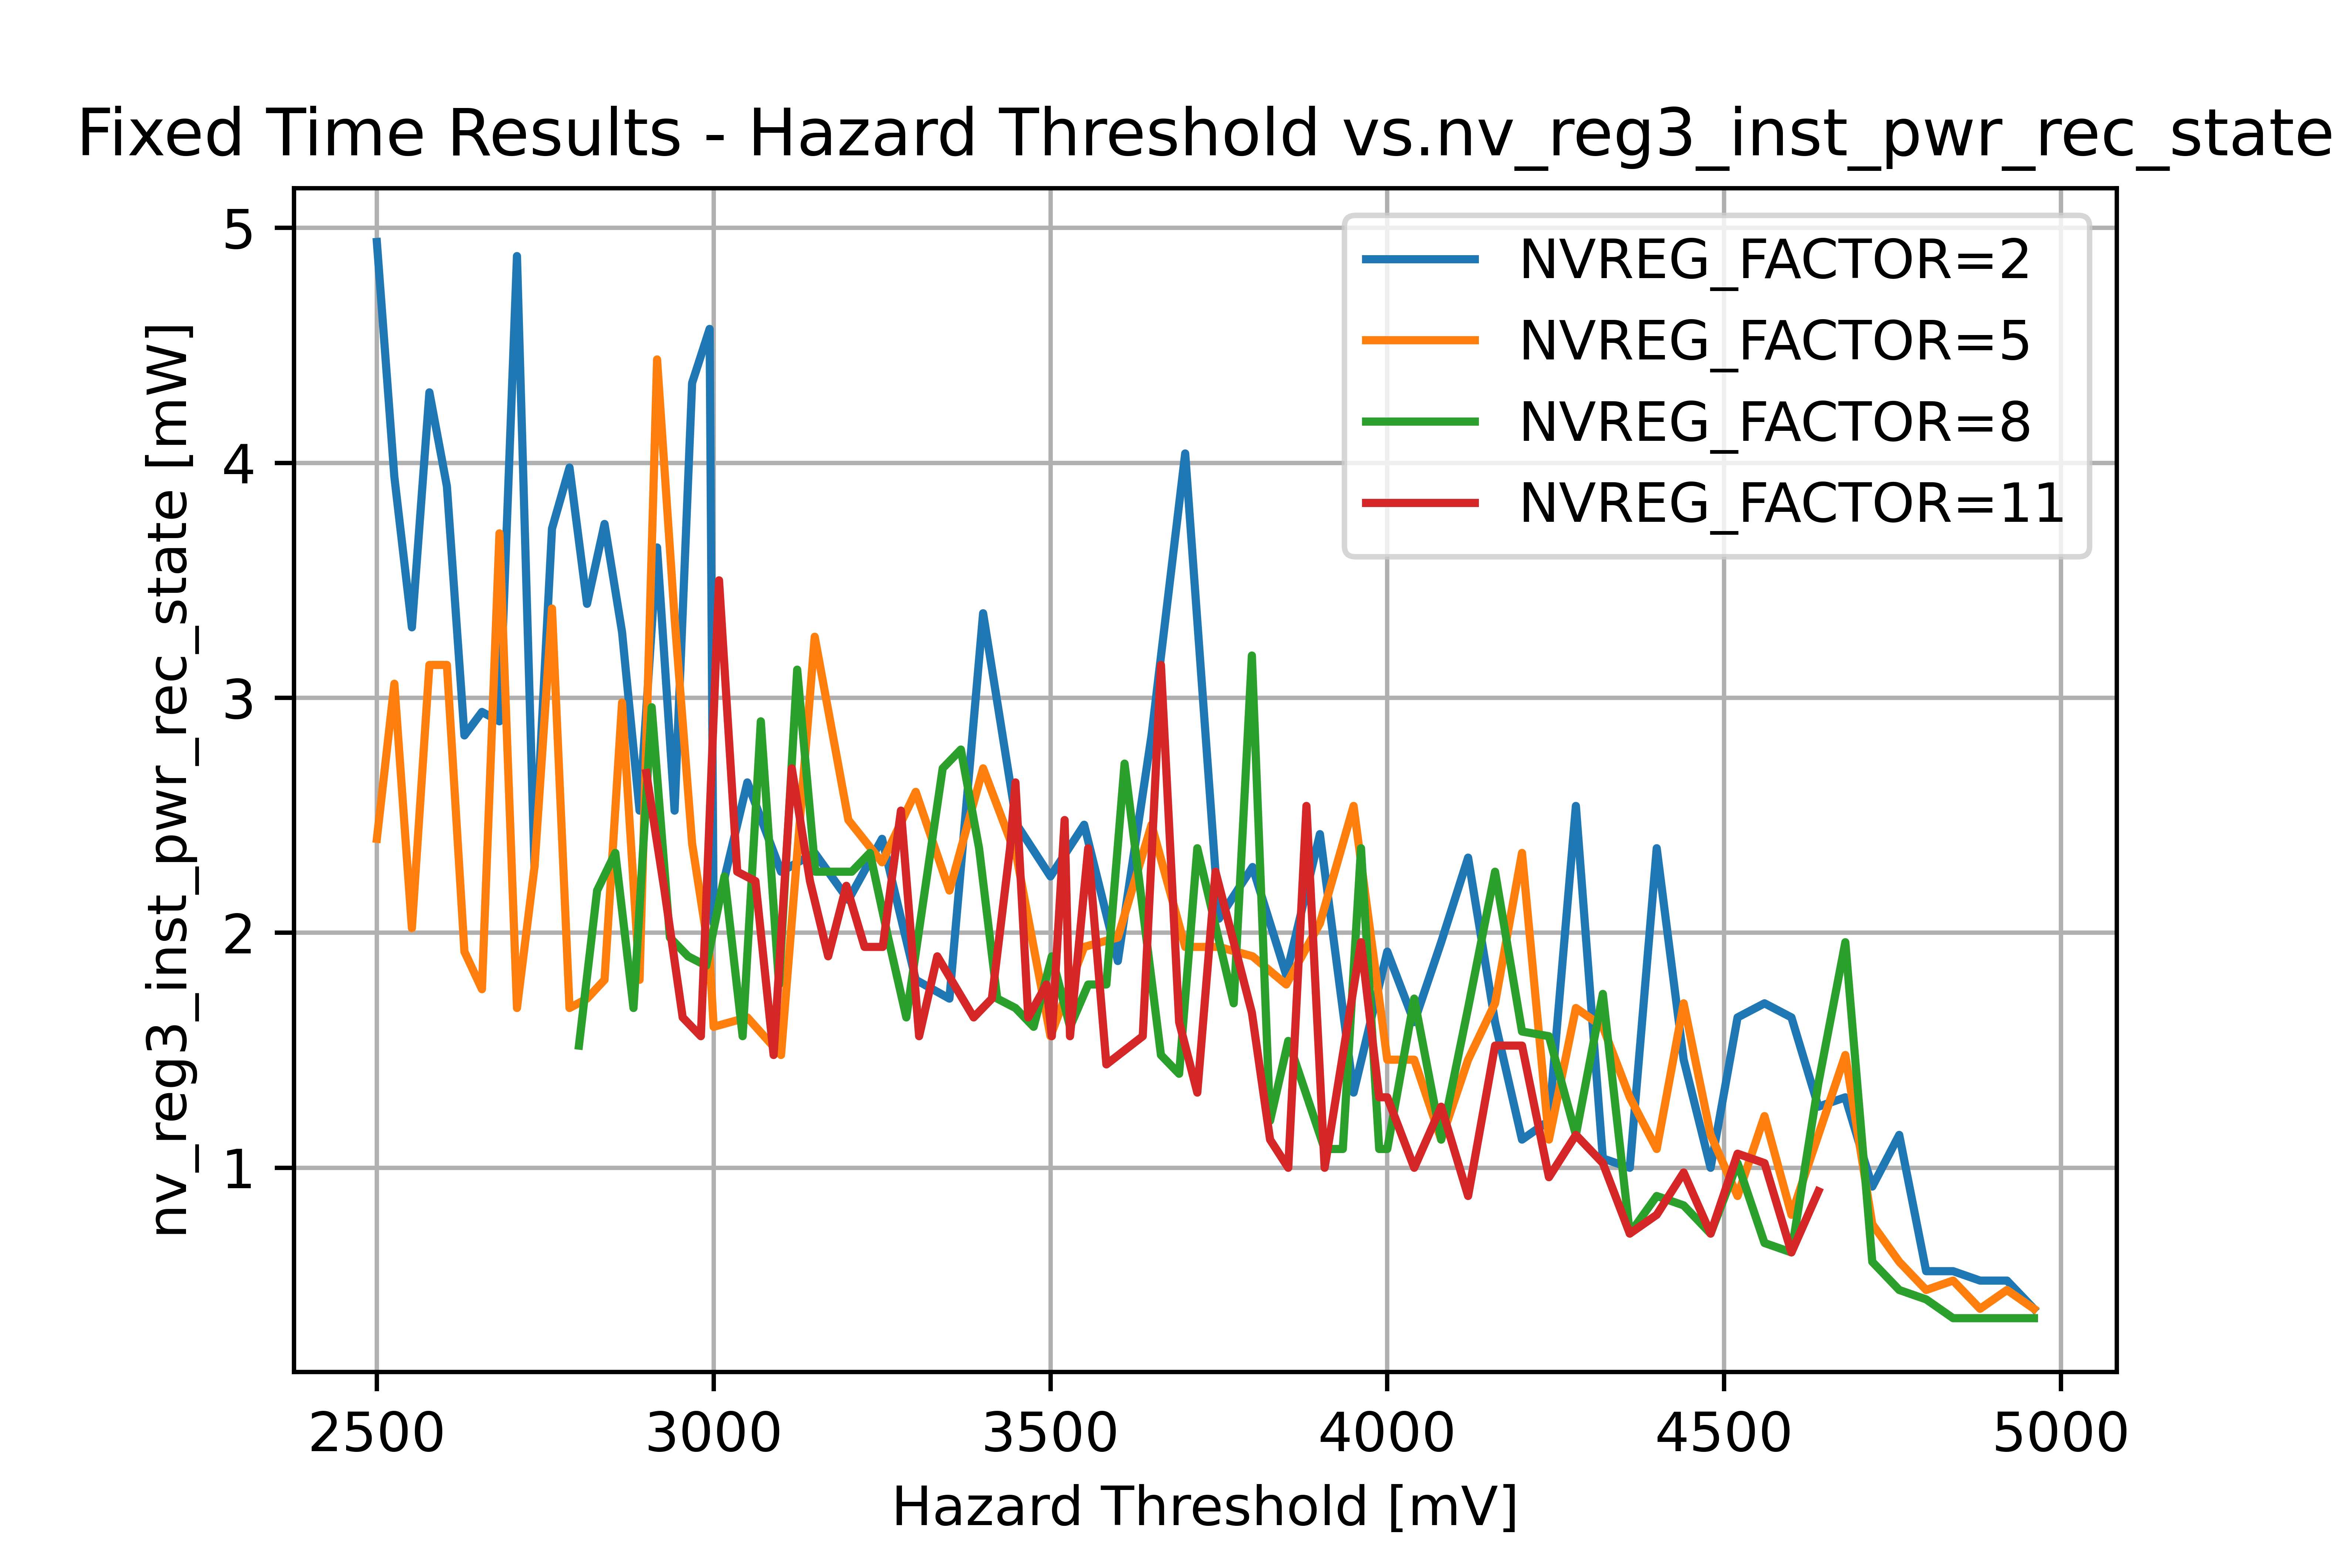 Fixed Time Results - Hazard Threshold vs.nv_reg3_inst_pwr_rec_state
nv_reg3_inst_pwr_rec_state [mW]
5
4
3
2
1
NVREG_FACTOR=2
NVREG_FACTOR=5
NVREG_FACTOR=8
NVREG_FACTOR=11
2500 3000 3500 4000 4500 5000
Hazard Threshold [mV]